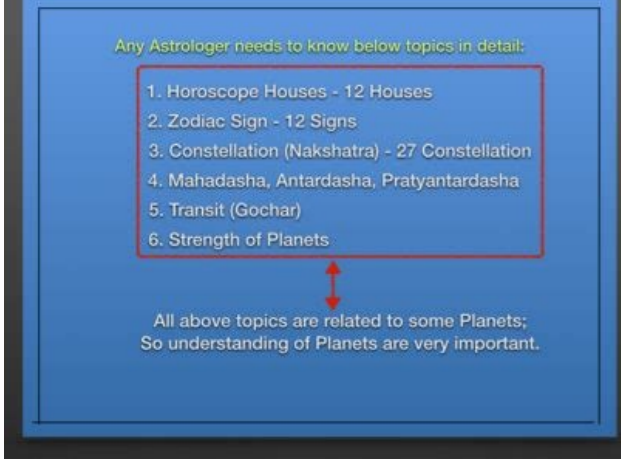 Any Astrologer needs to know below topics in detail:
1. Horoscope Houses - 12 Houses
2. Zodiac Sign - 12 Signs
3. Constellation (Nakshatra) - 27 Constellation
4. Mahadasha, Antardasha, Pratyantardasha
5. Transit (Gochar)
6. Strength of Planets
All above topics are related to some Planets;
So understanding of Planets are very important.